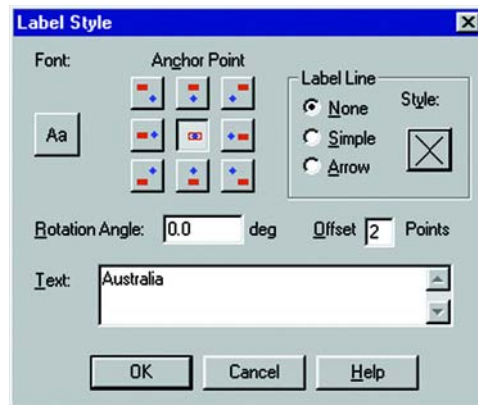 Label Style
Font: Anchor Point
Label Line
None Style:
Aa
Simple
Arrow
Rotation Angle: 0.0 deg Offset 2 Points
Text: Australia
OK Cancel Help